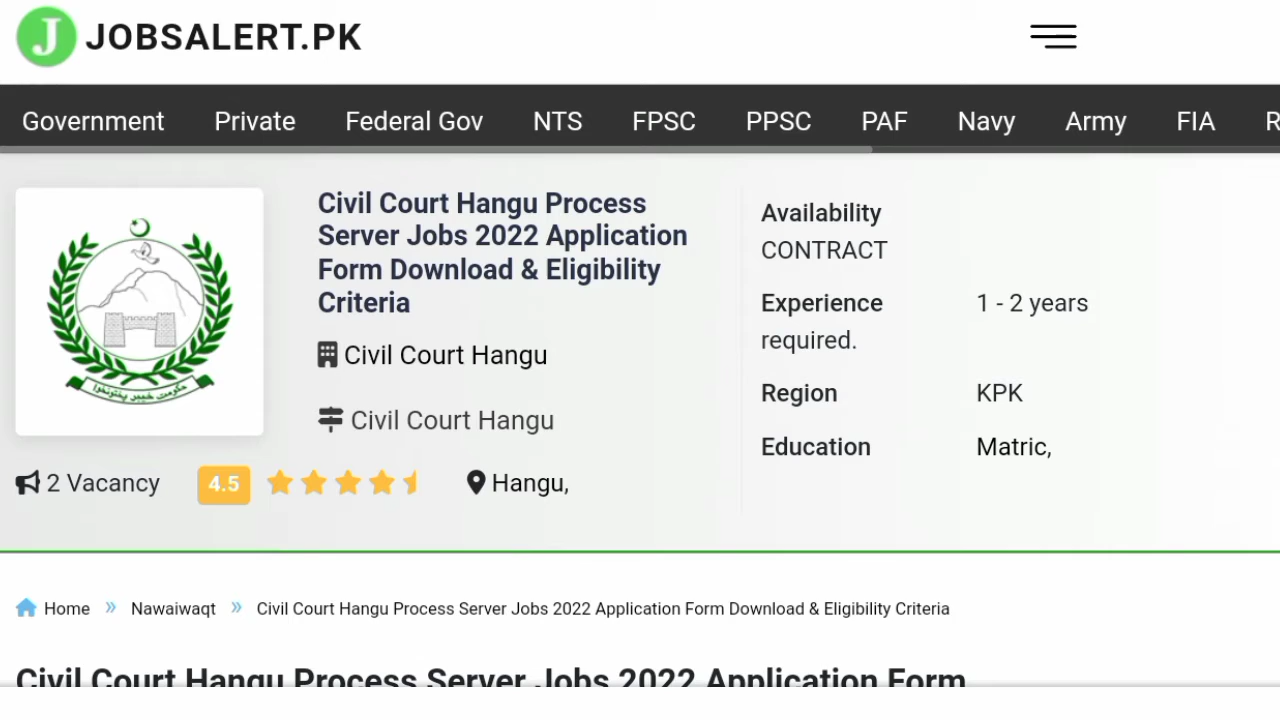 J JOBSALERT.PK
Government Private Federal Gov NTS FPSC PPSC PAF Navy Army FIA R
Civil Court Hangu Process
Server Jobs 2022 Application
Form Download & Eligibility
Criteria
Civil Court Hangu
Civil Court Hangu
2 Vacancy 4.5 Hangu,
Availability
CONTRACT
Experience 1 - 2 years
required.
Region KPK
Education Matric,
حکومت خیبر پختونخوا
Home » Nawaiwaqt » Civil Court Hangu Process Server Jobs 2022 Application Form Download & Eligibility Criteria
Civil Court Hangu Process Server Jobs 2022 Application Form